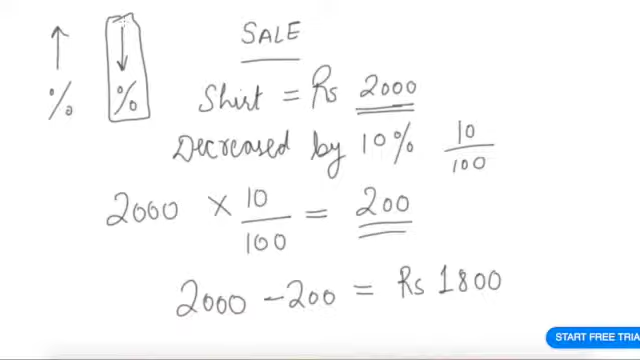 SALE
% % Shirt = Rs 2000
Decreased by 10% 10/100
2000 × 10/100 = 200
2000 - 200 = Rs 1800
START FREE TRIA